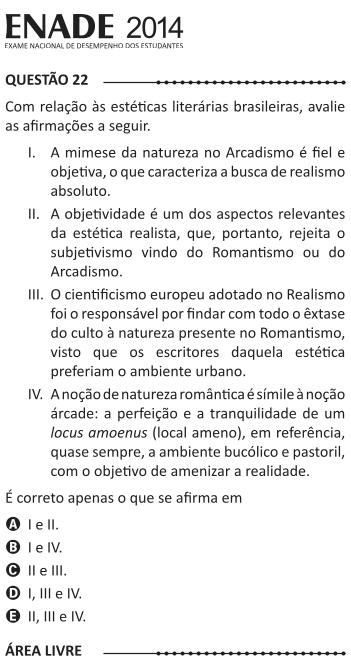 ENADE 2014
EXAME NACIONAL DE DESEMPENHO DOS ESTUDANTES
QUESTÃO 22
Com relação às estéticas literárias brasileiras, avalie
as afirmações a seguir.
I. A mimese da natureza no Arcadismo é fiel e
objetiva, o que caracteriza a busca de realismo
absoluto.
II. A objetividade é um dos aspectos relevantes
da estética realista, que, portanto, rejeita o
subjetivismo vindo do Romantismo ou do
Arcadismo.
III. O cientificismo europeu adotado no Realismo
foi o responsável por findar com todo o êxtase
do culto à natureza presente no Romantismo,
visto que os escritores daquela estética
preferiam o ambiente urbano.
IV. A noção de natureza romântica é símile à noção
árcade: a perfeição e a tranquilidade de um
locus amoenus (local ameno), em referência,
quase sempre, a ambiente bucólico e pastoril,
com o objetivo de amenizar a realidade.
É correto apenas o que se afirma em
A I e II.
B I e IV.
C II e III.
D I, III e IV.
E II, III e IV.
ÁREA LIVRE